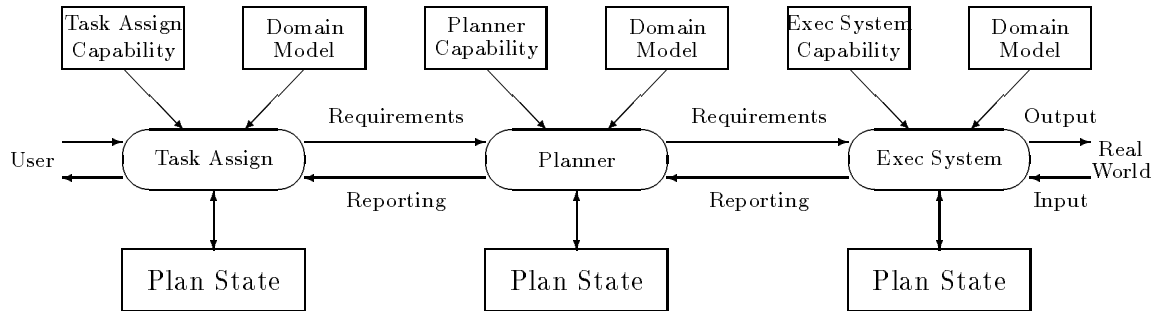 Task Assign
Capability
Domain
Model
Planner
Capability
Domain
Model
Exec System
Capability
Domain
Model
Requirements
Requirements
Output
User
Task Assign
Planner
Exec System
Real
World
Reporting
Reporting
Input
Plan State
Plan State
Plan State